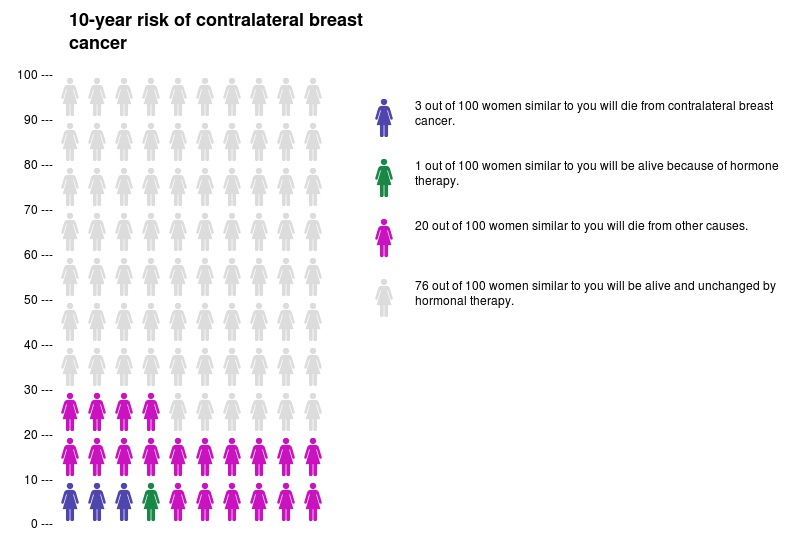 10-year risk of contralateral breast
cancer
100 ---
90 ---
80 ---
70 ---
60 ---
50 ---
40 ---
30 ---
20 ---
10 ---
0 ---
3 out of 100 women similar to you will die from contralateral breast
cancer.
1 out of 100 women similar to you will be alive because of hormone
therapy.
20 out of 100 women similar to you will die from other causes.
76 out of 100 women similar to you will be alive and unchanged by
hormonal therapy.